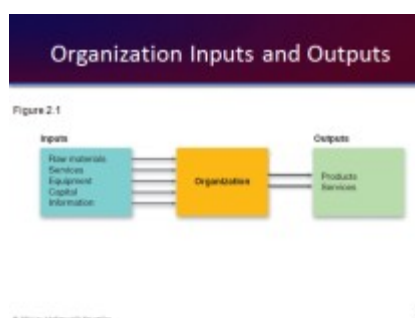 Organization Inputs and Outputs
Figure 2.1
Inputs
Raw materials
Services
Equipment
Capital
Information
Organization
Outputs
Products
Services